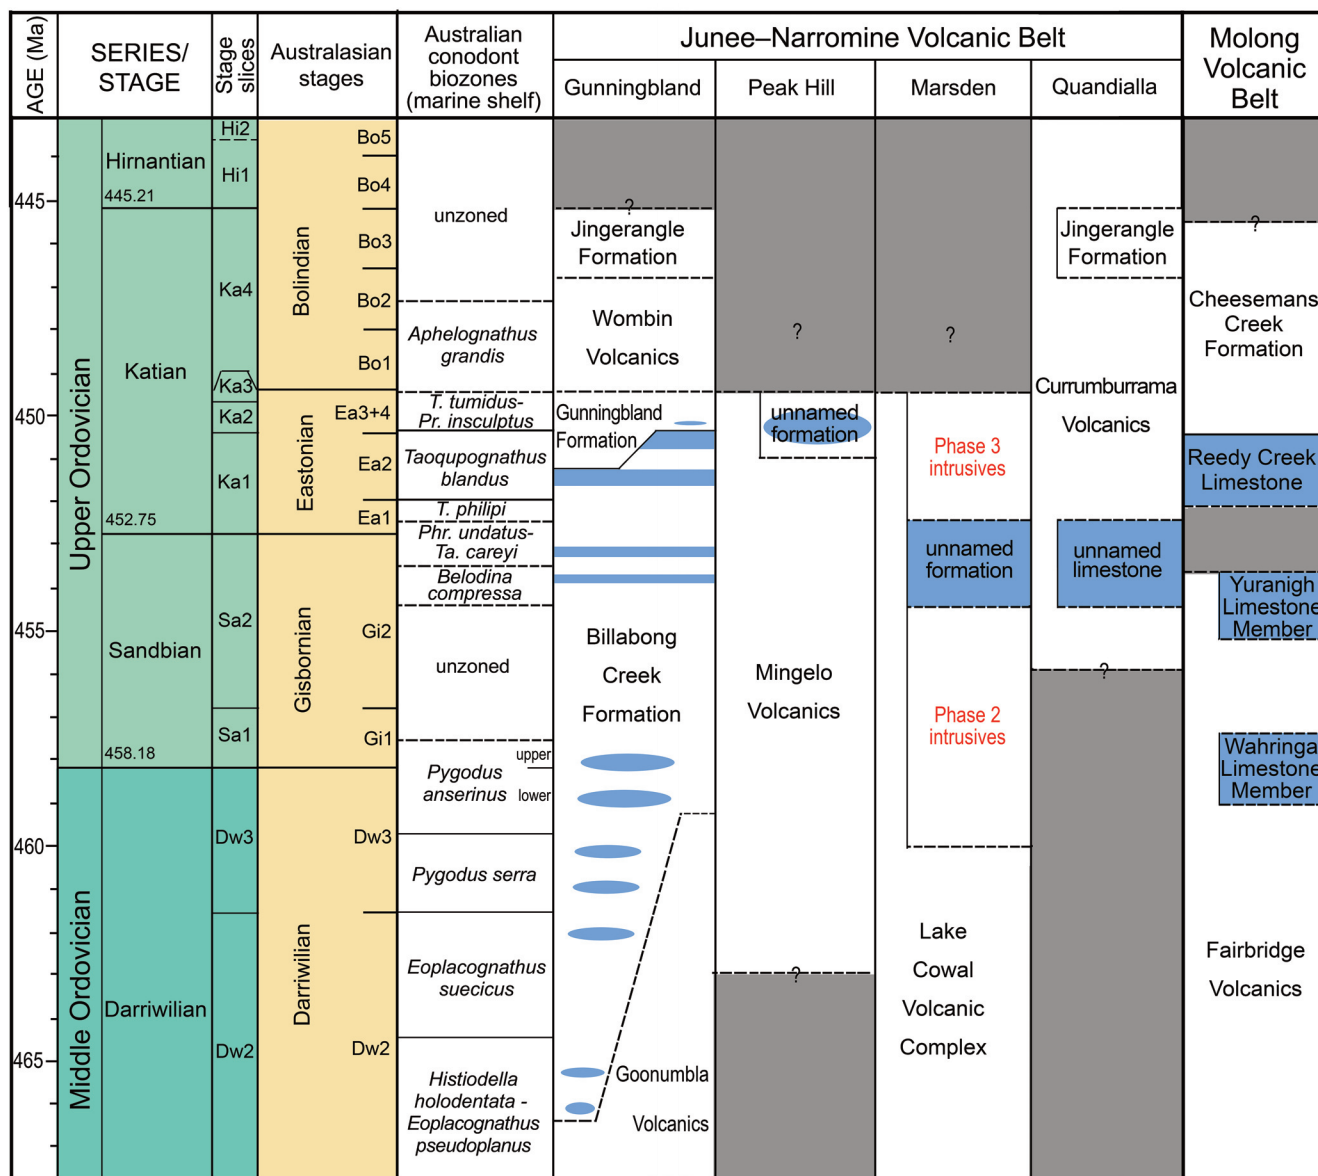 AGE (Ma)
SERIES/
STAGE
Stage
slices
Australasian
stages
Australian
conodont
biozones
(marine shelf)
Junee–Narromine Volcanic Belt
Gunningbland
Peak Hill
Marsden
Quandialla
Molong
Volcanic
Belt
445
450
455
460
465
Upper Ordovician
Middle Ordovician
Hirnantian
445.21
Katian
452.75
Sandbian
458.18
Darriwilian
Hi2
Hi1
Ka4
Ka3
Ka2
Ka1
Sa2
Sa1
Dw3
Dw2
Bolindian
Eastonian
Gisbornian
Darriwilian
Bo5
Bo4
Bo3
Bo2
Bo1
Ea3+4
Ea2
Ea1
Gi2
Gi1
Dw3
Dw2
unzoned
Aphelognathus
grandis
T. tumidus-
Pr. insculptus
Taoqupognathus
blandus
T. philipi
Phr. undatus-
Ta. careyi
Belodina
compressa
unzoned
upper
Pygodus
anserinus
lower
Pygodus serra
Eoplacognathus
suecicus
Histiodella
holodentata -
Eoplacognathus
pseudoplanus
?
Jingerangle
Formation
Wombin
Volcanics
Gunningbland
Formation
Billabong
Creek
Formation
Goonumbla
Volcanics
?
unnamed
formation
Mingelo
Volcanics
?
?
Phase 3
intrusives
unnamed
formation
Phase 2
intrusives
Lake
Cowal
Volcanic
Complex
Jingerangle
Formation
Currumburrama
Volcanics
unnamed
limestone
?
?
Cheesemans
Creek
Formation
Reedy Creek
Limestone
Yuranigh
Limestone
Member
Wahringa
Limestone
Member
Fairbridge
Volcanics